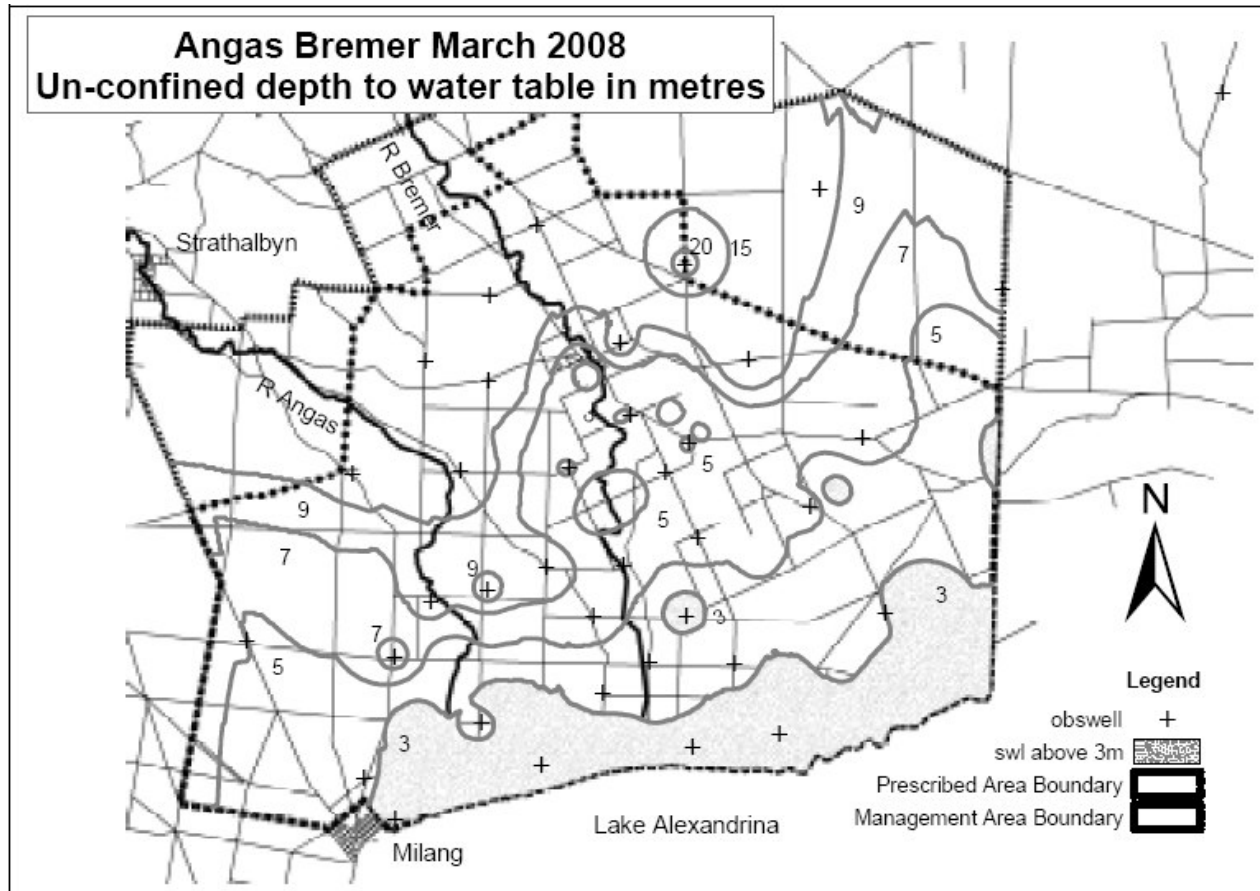 Angas Bremer March 2008
Un-confined depth to water table in metres
R Bremer
Strathalbyn
9
20
15
7
5
R Angas
3
5
9
5
7
9
3
3
7
5
3
N
Legend
obswell
swl above 3m
Prescribed Area Boundary
Management Area Boundary
Lake Alexandrina
Milang